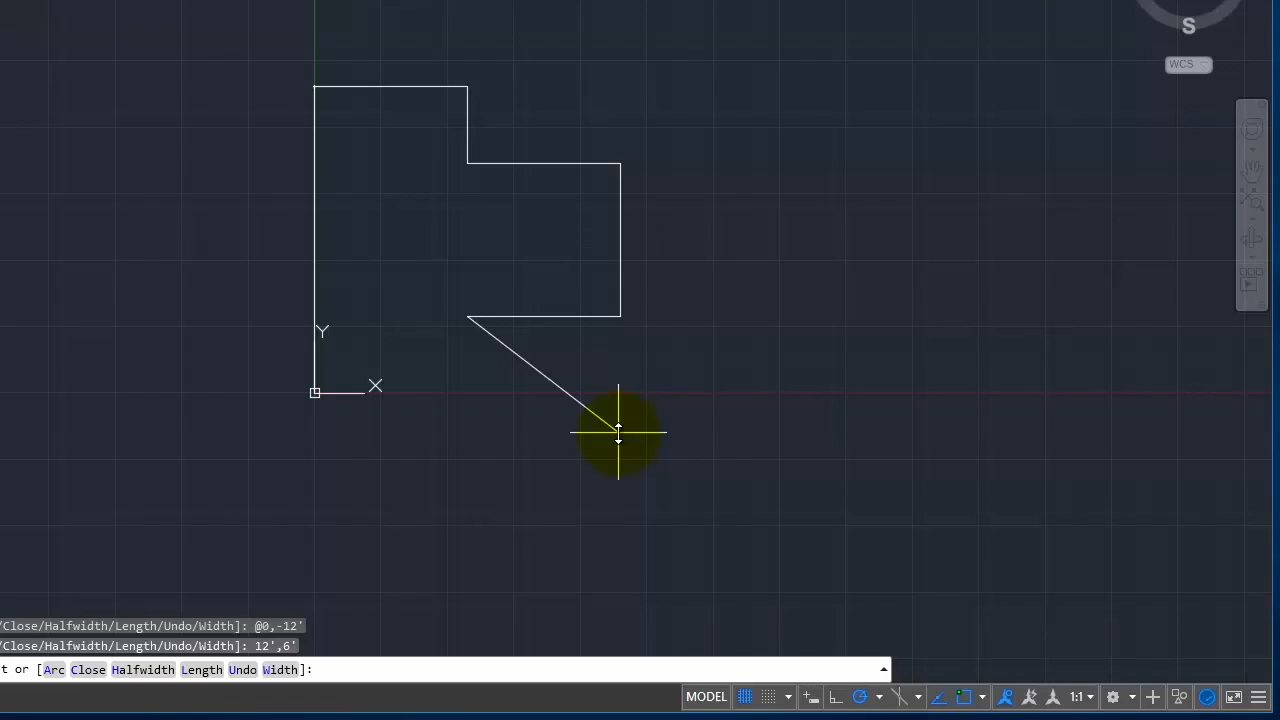 S
WCS
Y
X
/Close/Halfwidth/Length/Undo/Width]: @0,-12'
/Close/Halfwidth/Length/Undo/Width]: 12',6'
t or [Arc Close Halfwidth Length Undo Width]:
MODEL 1:1